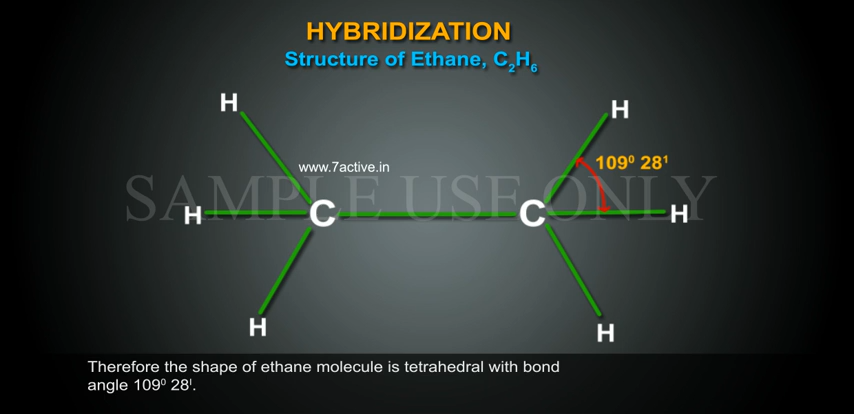 HYBRIDIZATION
Structure of Ethane, C₂H₆
H H
www.7active.in
109⁰ 28¹
SAMPLE USE ONLY
H C C H
H H
Therefore the shape of ethane molecule is tetrahedral with bond
angle 109⁰ 28ˡ.